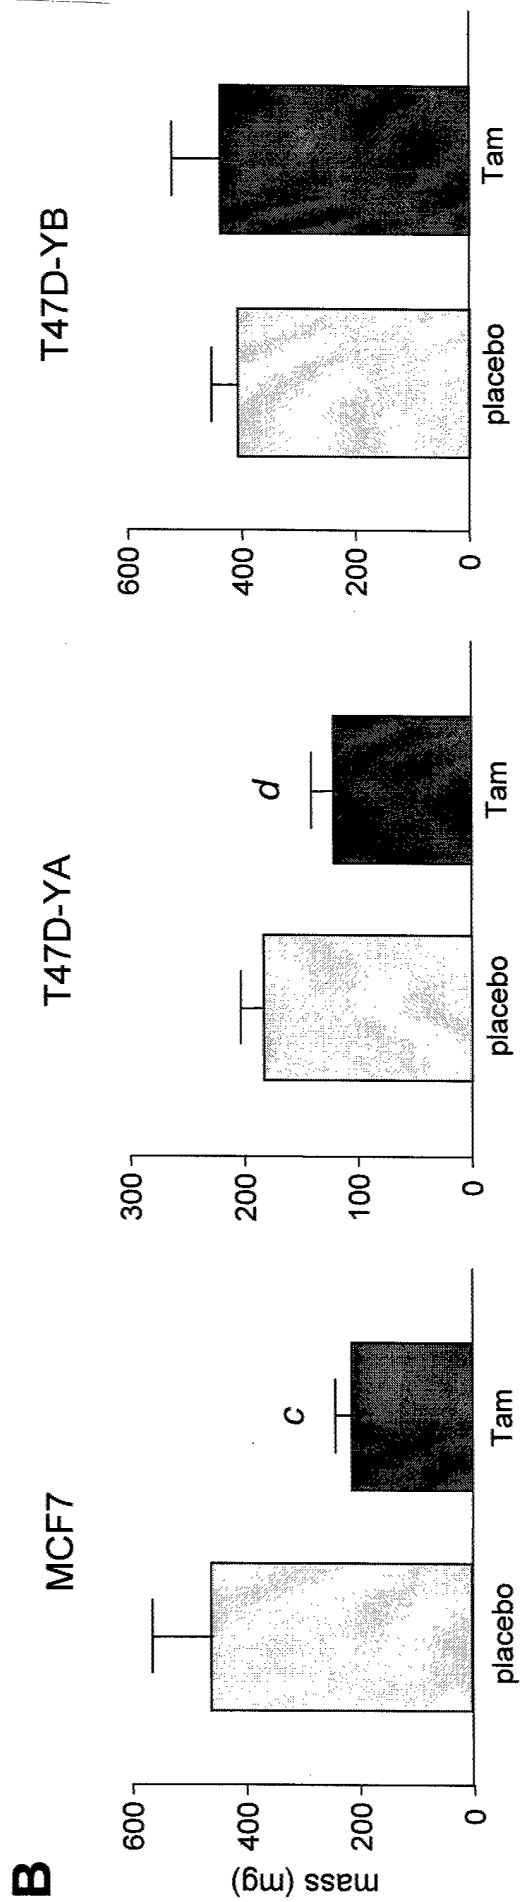 B
MCF7
mass (mg)
600
400
200
0
c
placebo
Tam
T47D-YA
300
200
100
0
d
placebo
Tam
T47D-YB
600
400
200
0
placebo
Tam